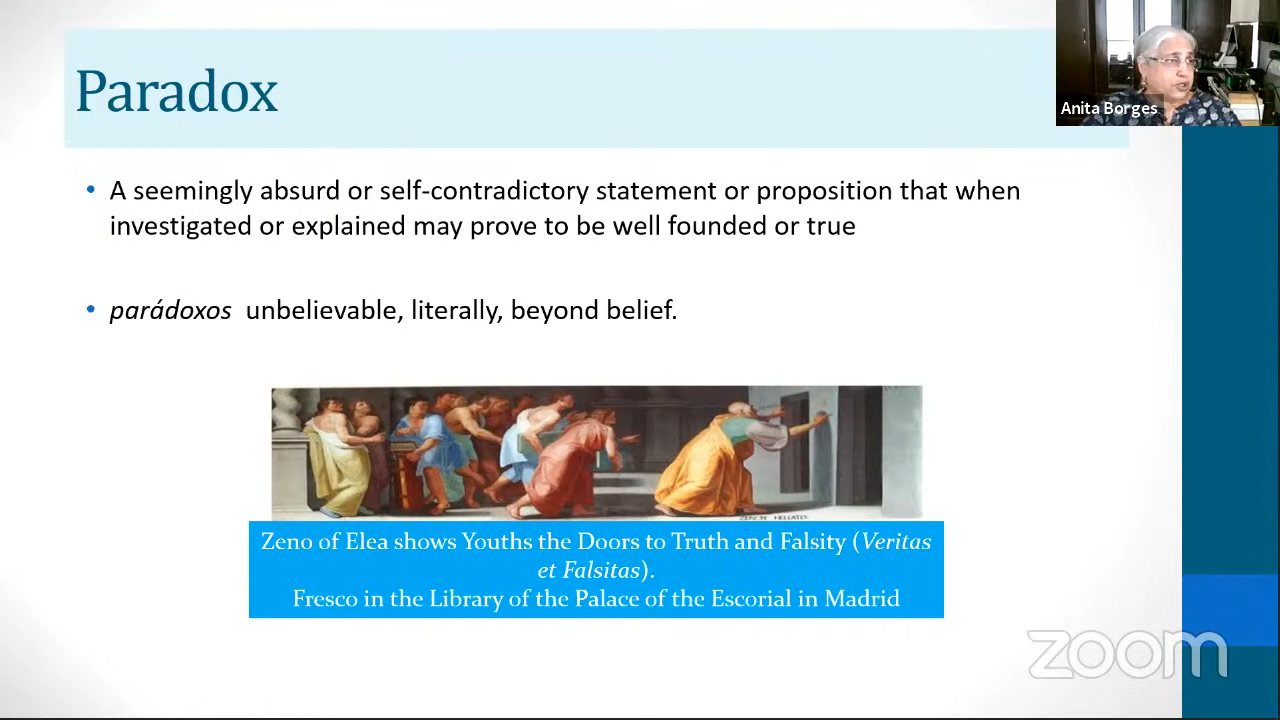 Paradox
Anita Borges
• A seemingly absurd or self-contradictory statement or proposition that when
investigated or explained may prove to be well founded or true
• parádoxos unbelievable, literally, beyond belief.
Zeno of Elea shows Youths the Doors to Truth and Falsity (Veritas
et Falsitas).
Fresco in the Library of the Palace of the Escorial in Madrid
zoom